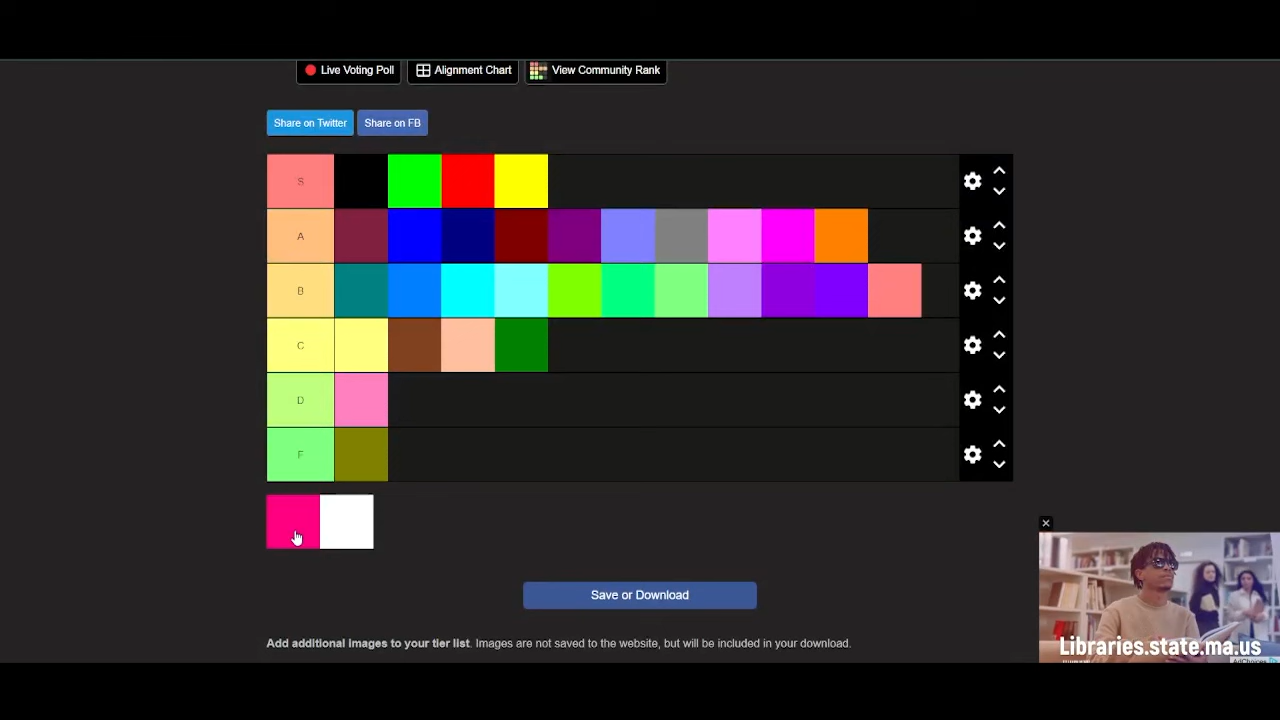 Live Voting Poll
Alignment Chart
View Community Rank
Share on Twitter
Share on FB
S
A
B
C
D
F
Save or Download
Add additional images to your tier list. Images are not saved to the website, but will be included in your download.
Libraries.state.ma.us
AdChoices